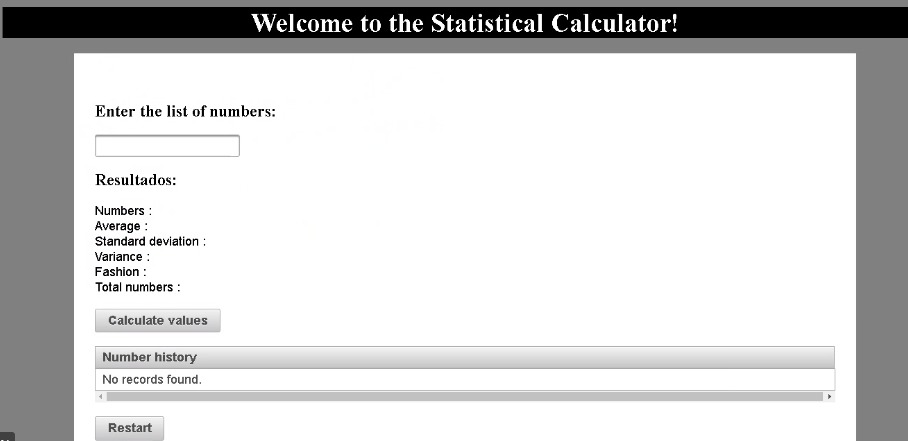 Welcome to the Statistical Calculator!
Enter the list of numbers:
Resultados:
Numbers :
Average :
Standard deviation :
Variance :
Fashion :
Total numbers :
Calculate values
Number history
No records found.
Restart